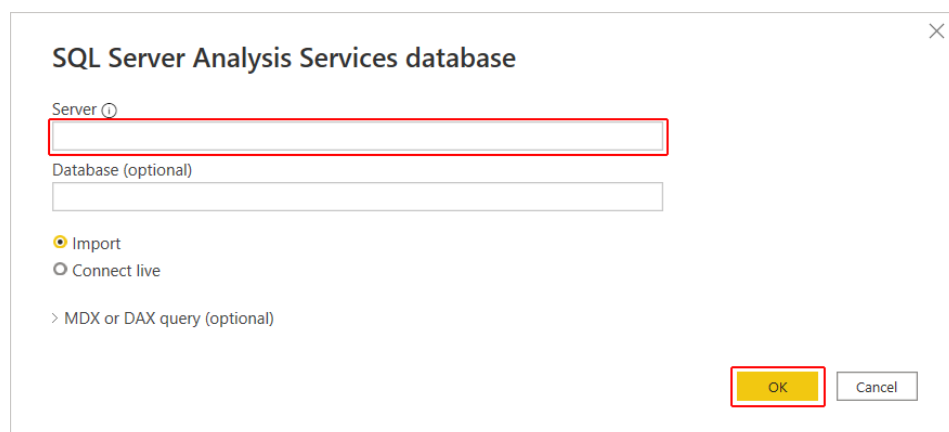 SQL Server Analysis Services database
Server
Database (optional)
Import
Connect live
MDX or DAX query (optional)
OK
Cancel